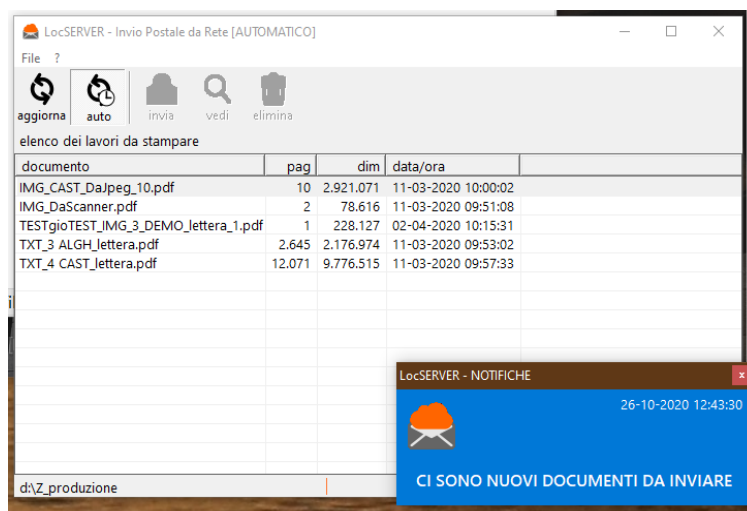 LocSERVER - Invio Postale da Rete [AUTOMATICO]
File ?
aggiorna auto invia vedi elimina
elenco dei lavori da stampare
documento pag dim data/ora
IMG_CAST_DaJpeg_10.pdf 10 2.921.071 11-03-2020 10:00:02
IMG_DaScanner.pdf 2 78.616 11-03-2020 09:51:08
TESTgioTEST_IMG_3_DEMO_lettera_1.pdf 1 228.127 02-04-2020 10:15:31
TXT_3 ALGH_lettera.pdf 2.645 2.176.974 11-03-2020 09:53:02
TXT_4 CAST_lettera.pdf 12.071 9.776.515 11-03-2020 09:57:33
LocSERVER - NOTIFICHE
26-10-2020 12:43:30
CI SONO NUOVI DOCUMENTI DA INVIARE
d:\Z_produzione